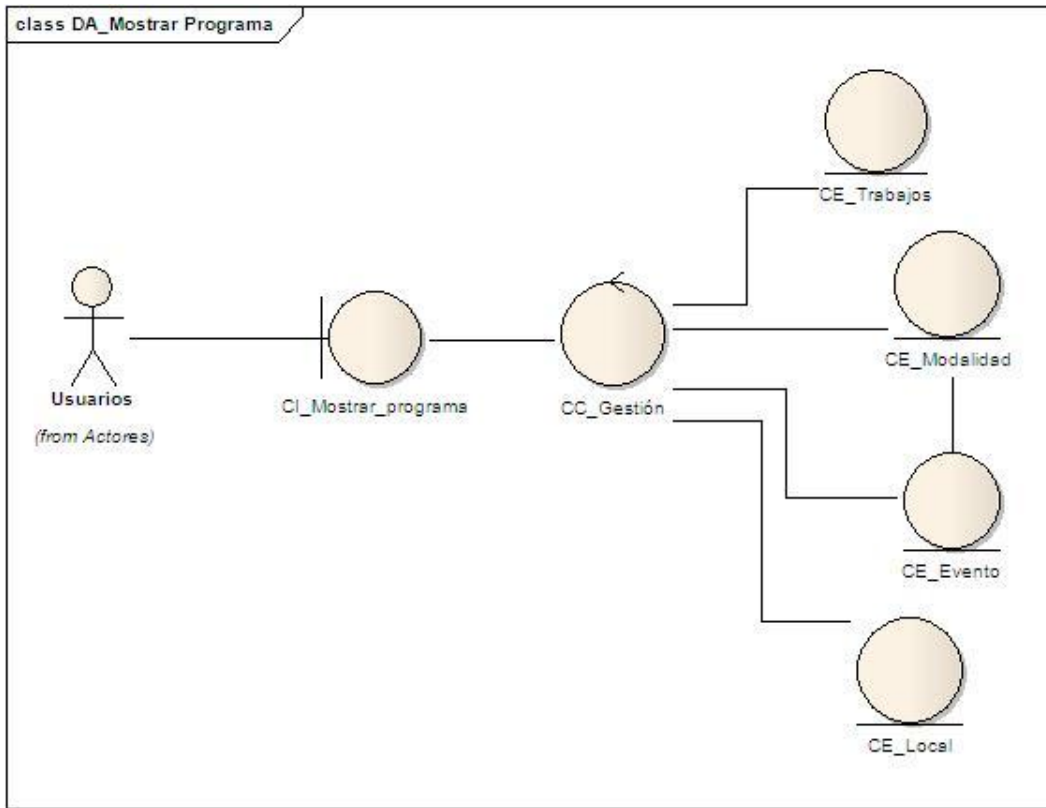 class DA_Mostrar Programa
CE_Trabajos
CE_Modalidad
Usuarios
(from Actores)
CI_Mostrar_programa
CC_Gestión
CE_Evento
CE_Local